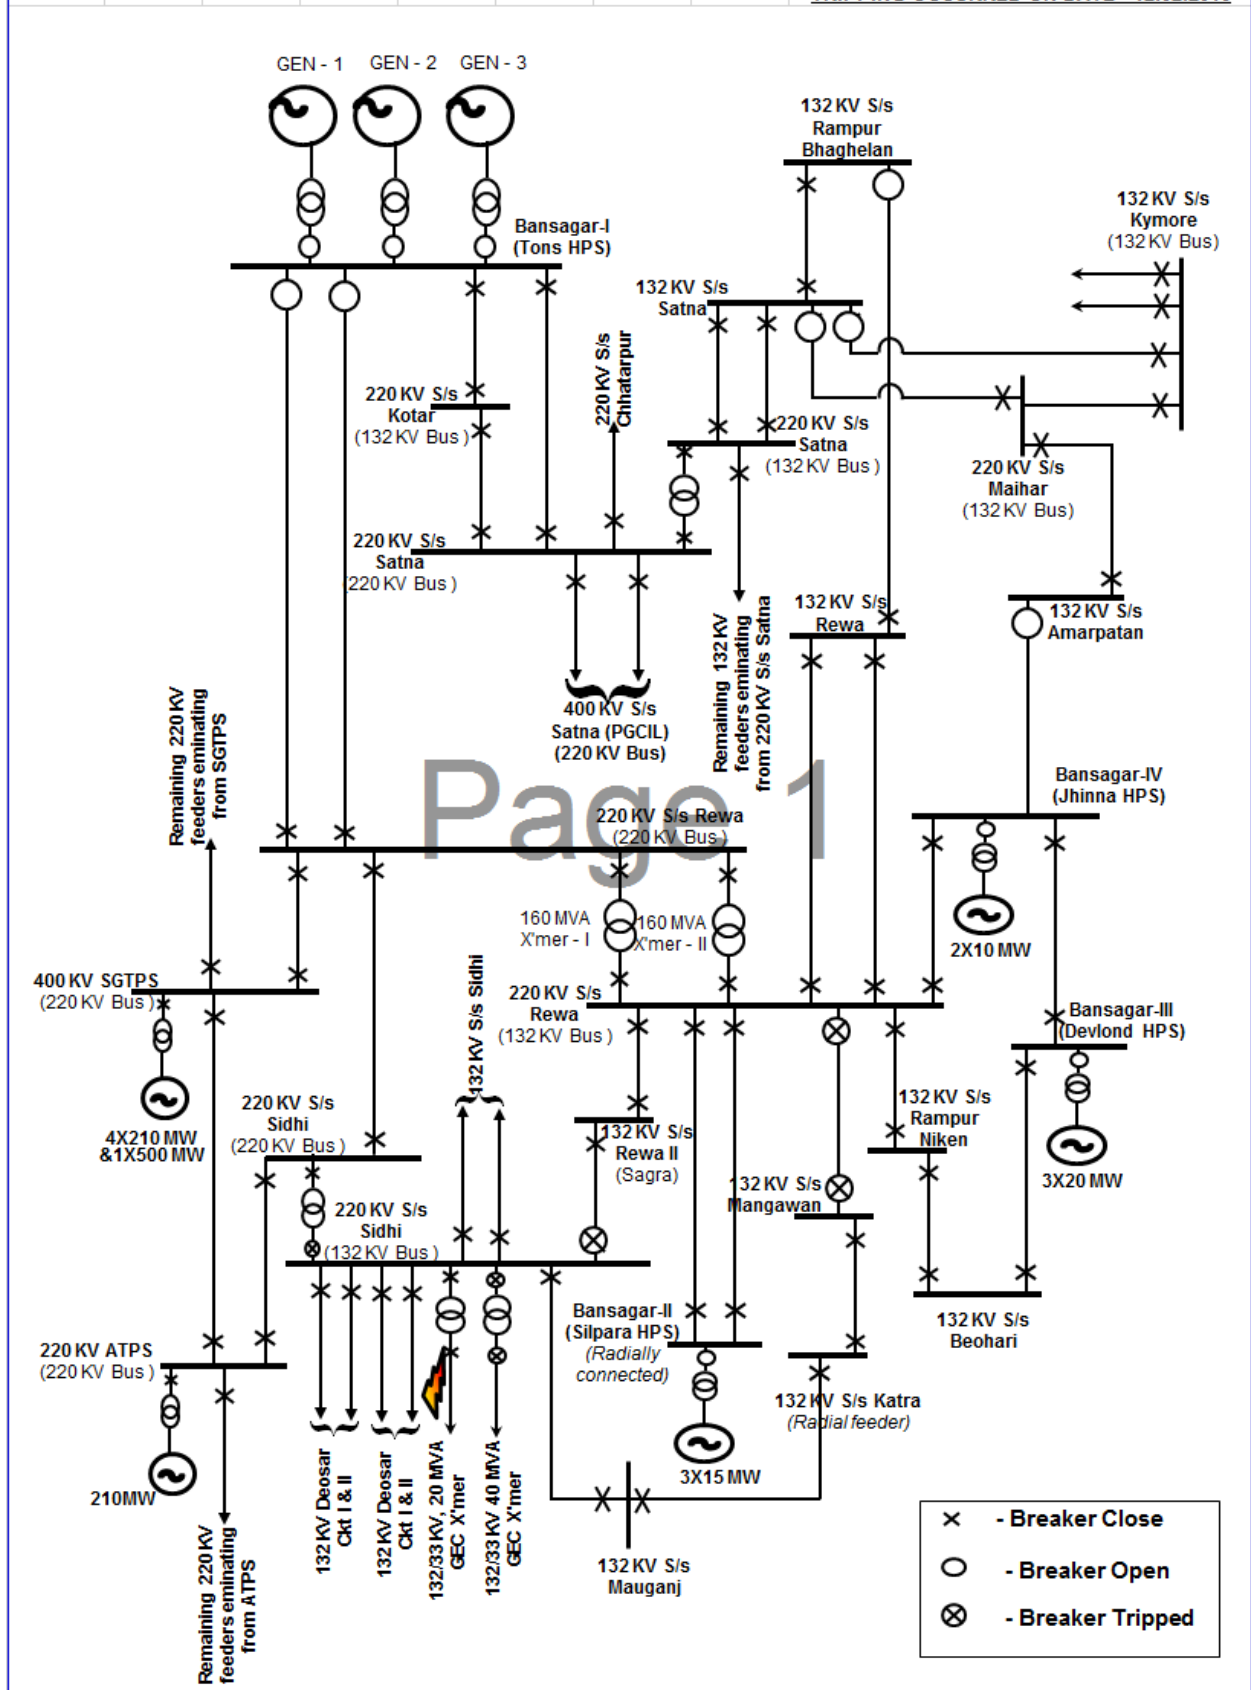 GEN - 1
GEN - 2
GEN - 3
132 KV S/s
Rampur
Bhaghelan
132 KV S/s
Kymore
(132 KV Bus)
Bansagar-I
(Tons HPS)
132 KV S/s
Satna
220 KV S/s
Chhatarpur
220 KV S/s
Kotar
(132 KV Bus )
220 KV S/s
Satna
(132 KV Bus )
220 KV S/s
Maihar
(132 KV Bus)
220 KV S/s
Satna
(220 KV Bus )
Remaining 132 KV
feeders eminating
from 220 KV S/s Satna
132 KV S/s
Rewa
132 KV S/s
Amarpatan
400 KV S/s
Satna (PGCIL)
(220 KV Bus)
Remaining 220 KV
feeders eminating
from SGTPS
Page 1
Bansagar-IV
(Jhinna HPS)
220 KV S/s Rewa
(220 KV Bus )
160 MVA
X'mer - I
160 MVA
X'mer - II
2X10 MW
400 KV SGTPS
(220 KV Bus )
132 KV S/s Sidhi
220 KV S/s
Rewa
(132 KV Bus )
Bansagar-III
(Devlond HPS)
4X210 MW
&1X500 MW
220 KV S/s
Sidhi
(220 KV Bus )
132 KV S/s
Rewa II
(Sagra)
132 KV S/s
Rampur
Niken
3X20 MW
132 KV S/s
Mangawan
220 KV S/s
Sidhi
(132 KV Bus )
Bansagar-II
(Silpara HPS)
(Radially
connected)
132 KV S/s
Beohari
220 KV ATPS
(220 KV Bus )
132 KV S/s Katra
(Radial feeder)
210MW
3X15 MW
132 KV Deosar
Ckt I & II
132 KV Deosar
Ckt I & II
132/33 KV, 20 MVA
GEC X'mer
132/33 KV 40 MVA
GEC X'mer
132 KV S/s
Mauganj
Remaining 220 KV
feeders eminating
from ATPS
- Breaker Close
- Breaker Open
- Breaker Tripped